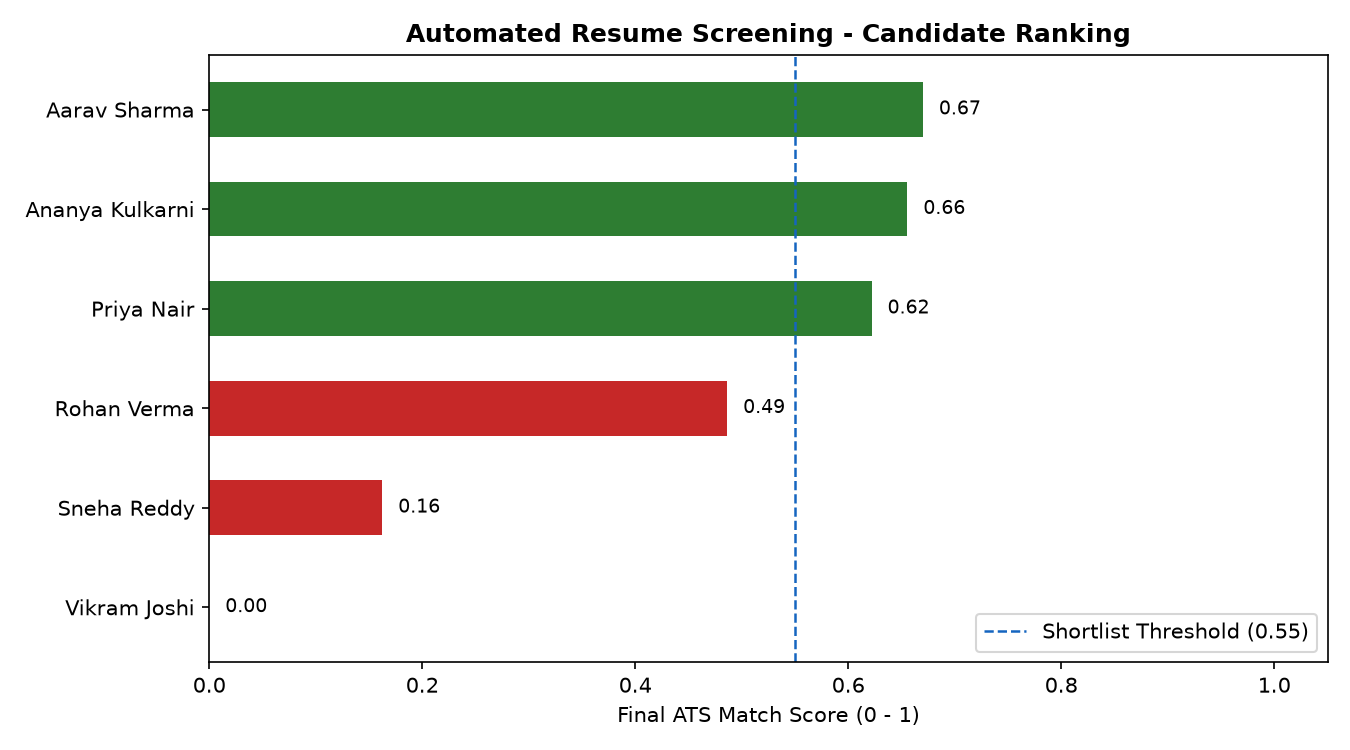 Automated Resume Screening - Candidate Ranking
Aarav Sharma 0.67
Ananya Kulkarni 0.66
Priya Nair 0.62
Rohan Verma 0.49
Sneha Reddy 0.16
Vikram Joshi 0.00
Shortlist Threshold (0.55)
0.0 0.2 0.4 0.6 0.8 1.0
Final ATS Match Score (0 - 1)